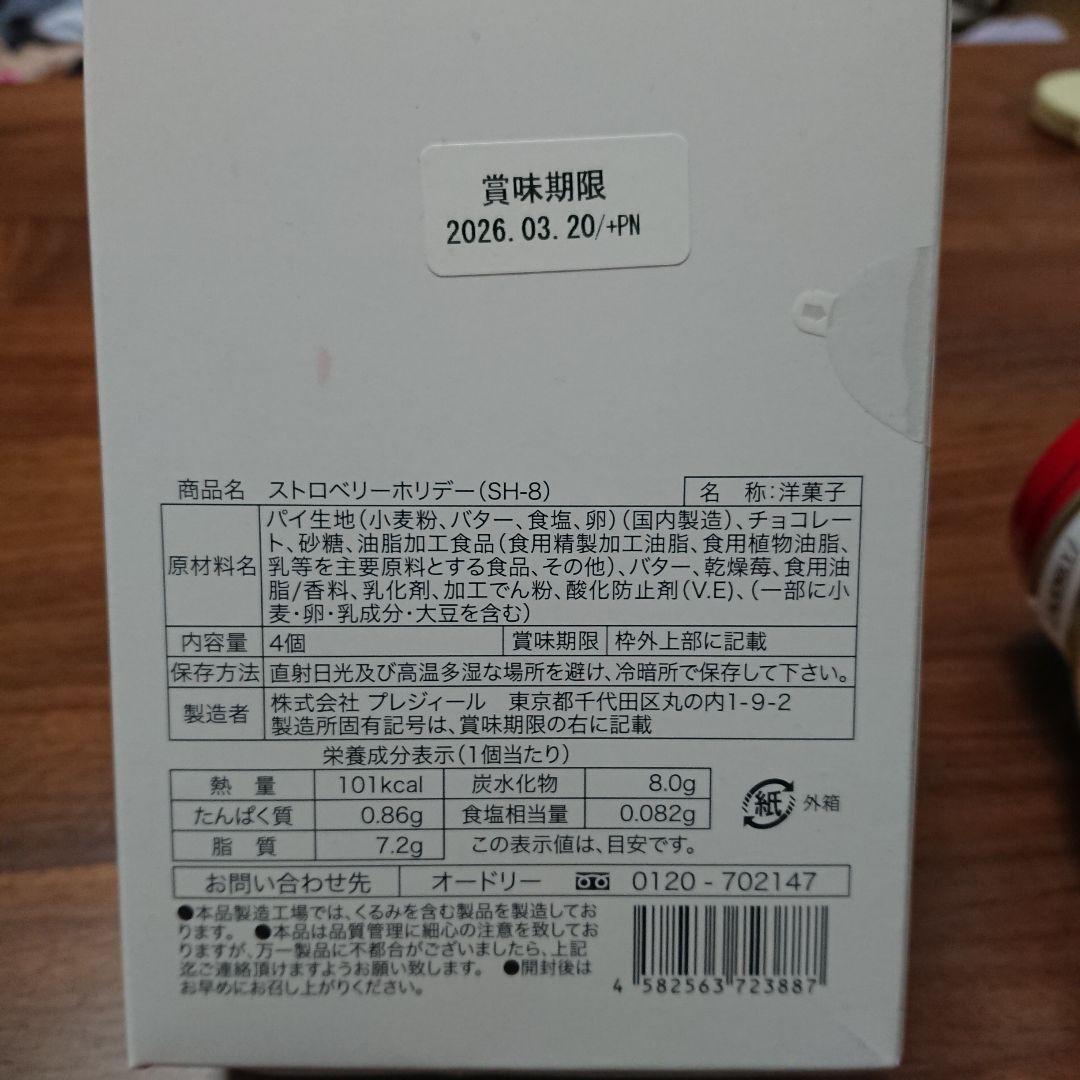 賞味期限
2026.03.20/+PN
商品名 ストロベリーホリデー(SH-8)
名 称:洋菓子
原材料名
パイ生地(小麦粉、バター、食塩、卵)(国内製造)、チョコレー
ト、砂糖、油脂加工食品(食用精製加工油脂、食用植物油脂、
乳等を主要原料とする食品、その他)、バター、乾燥苺、食用油
脂/香料、乳化剤、加工でん粉、酸化防止剤(V.E)、(一部に小
麦・卵・乳成分・大豆を含む)
内容量 4個 賞味期限 枠外上部に記載
保存方法 直射日光及び高温多湿な場所を避け、冷暗所で保存して下さい。
製造者
株式会社 プレジィール 東京都千代田区丸の内1-9-2
製造所固有記号は、賞味期限の右に記載
栄養成分表示(1個当たり)
熱 量 101kcal 炭水化物 8.0g
たんぱく質 0.86g 食塩相当量 0.082g
脂 質 7.2g この表示値は、目安です。
紙 外箱
お問い合わせ先 オードリー 0120-702147
●本品製造工場では、くるみを含む製品を製造してお
ります。 ●本品は品質管理に細心の注意を致してお
りますが、万一製品に不都合がございましたら、上記
迄ご連絡頂けますようお願い致します。 ●開封後は
お早めにお召し上がりください。
4 582563 723887